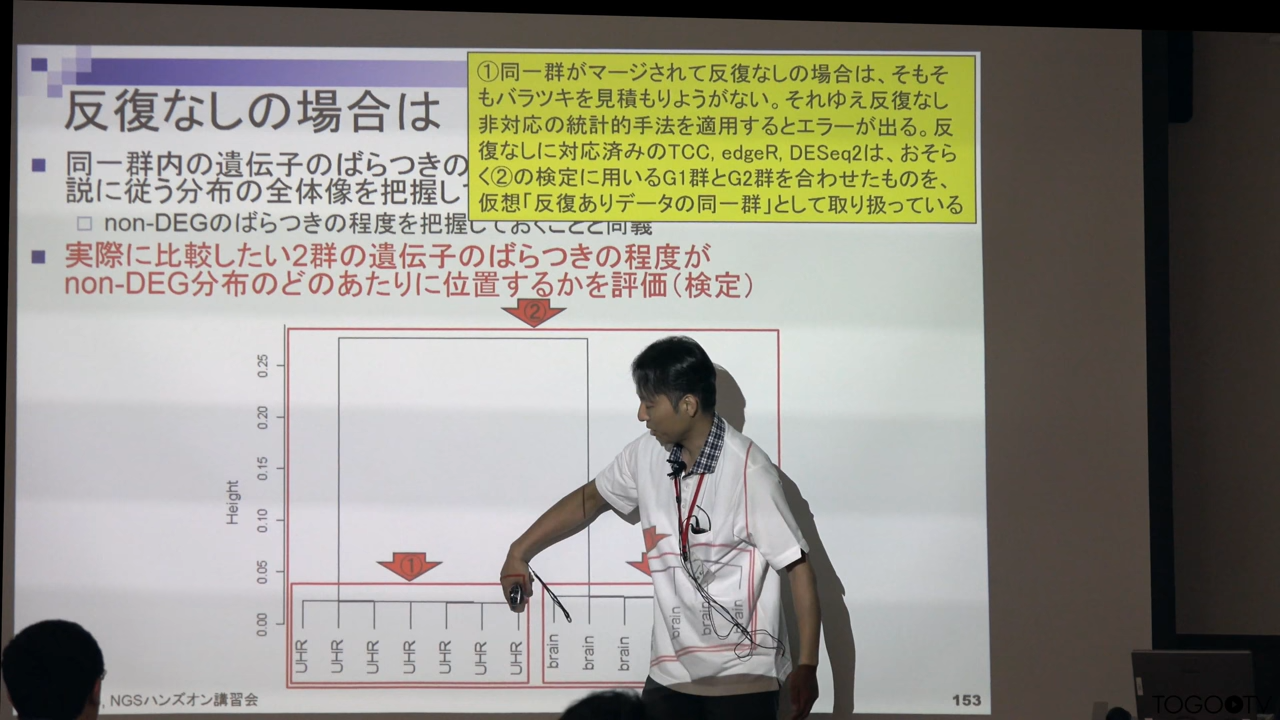 反復なしの場合は
①同一群がマージされて反復なしの場合は、そもそ
もバラツキを見積もりようがない。それゆえ反復なし
非対応の統計的手法を適用するとエラーが出る。反
復なしに対応済みのTCC, edgeR, DESeq2は、おそら
く②の検定に用いるG1群とG2群を合わせたものを、
仮想「反復ありデータの同一群」として取り扱っている
同一群内の遺伝子のばらつきの
説に従う分布の全体像を把握し
non-DEGのばらつきの程度を把握しておくことと同義
実際に比較したい2群の遺伝子のばらつきの程度が
non-DEG分布のどのあたりに位置するかを評価(検定)
②
0.25
0.20
0.15
0.10
0.05
0.00
Height
①
UHR
UHR
UHR
UHR
UHR
UHR
UHR
brain
brain
brain
brain
brain
brain
, NGSハンズオン講習会
153
TOGOTV